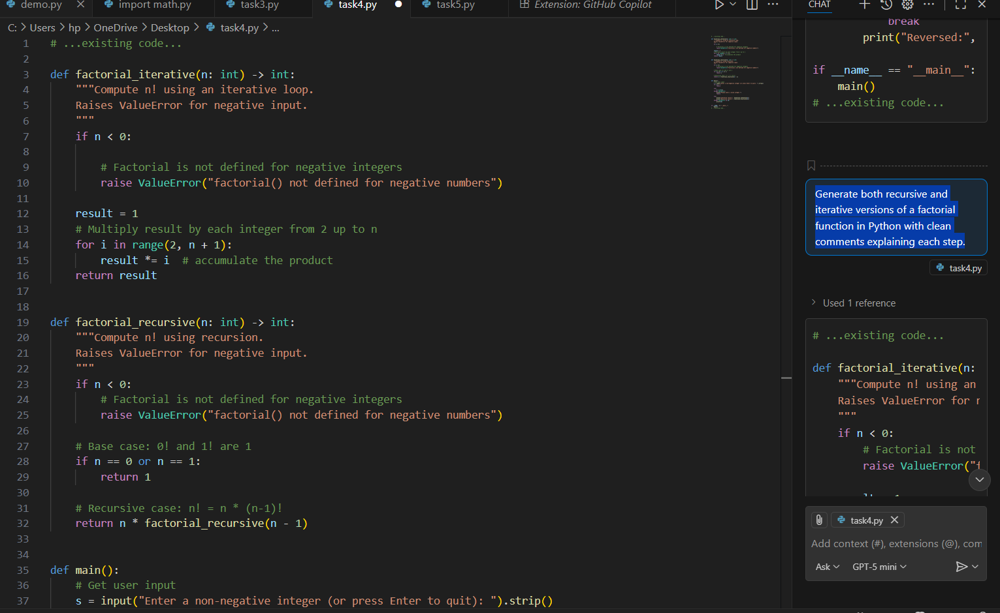 demo.py
import math.py
task3.py
task4.py
task5.py
Extension: GitHub Copilot
C: > Users > hp > OneDrive > Desktop > task4.py > ...
1 # ...existing code...
2
3 def factorial_iterative(n: int) -> int:
4 """Compute n! using an iterative loop.
5 Raises ValueError for negative input.
6 """
7 if n < 0:
8
9 # Factorial is not defined for negative integers
10 raise ValueError("factorial() not defined for negative numbers")
11
12 result = 1
13 # Multiply result by each integer from 2 up to n
14 for i in range(2, n + 1):
15 result *= i  # accumulate the product
16 return result
17
18
19 def factorial_recursive(n: int) -> int:
20 """Compute n! using recursion.
21 Raises ValueError for negative input.
22 """
23 if n < 0:
24 # Factorial is not defined for negative integers
25 raise ValueError("factorial() not defined for negative numbers")
26
27 # Base case: 0! and 1! are 1
28 if n == 0 or n == 1:
29 return 1
30
31 # Recursive case: n! = n * (n-1)!
32 return n * factorial_recursive(n - 1)
33
34
35 def main():
36 # Get user input
37 s = input("Enter a non-negative integer (or press Enter to quit): ").strip()
CHAT
break
print("Reversed:",
if __name__ == "__main__":
main()
# ...existing code...
Generate both recursive and
iterative versions of a factorial
function in Python with clean
comments explaining each step.
task4.py
Used 1 reference
# ...existing code...
def factorial_iterative(n:
"""Compute n! using an
Raises ValueError for
"""
if n < 0:
# Factorial is not
raise ValueError("
task4.py
Add context (#), extensions (@), com
Ask
GPT-5 mini